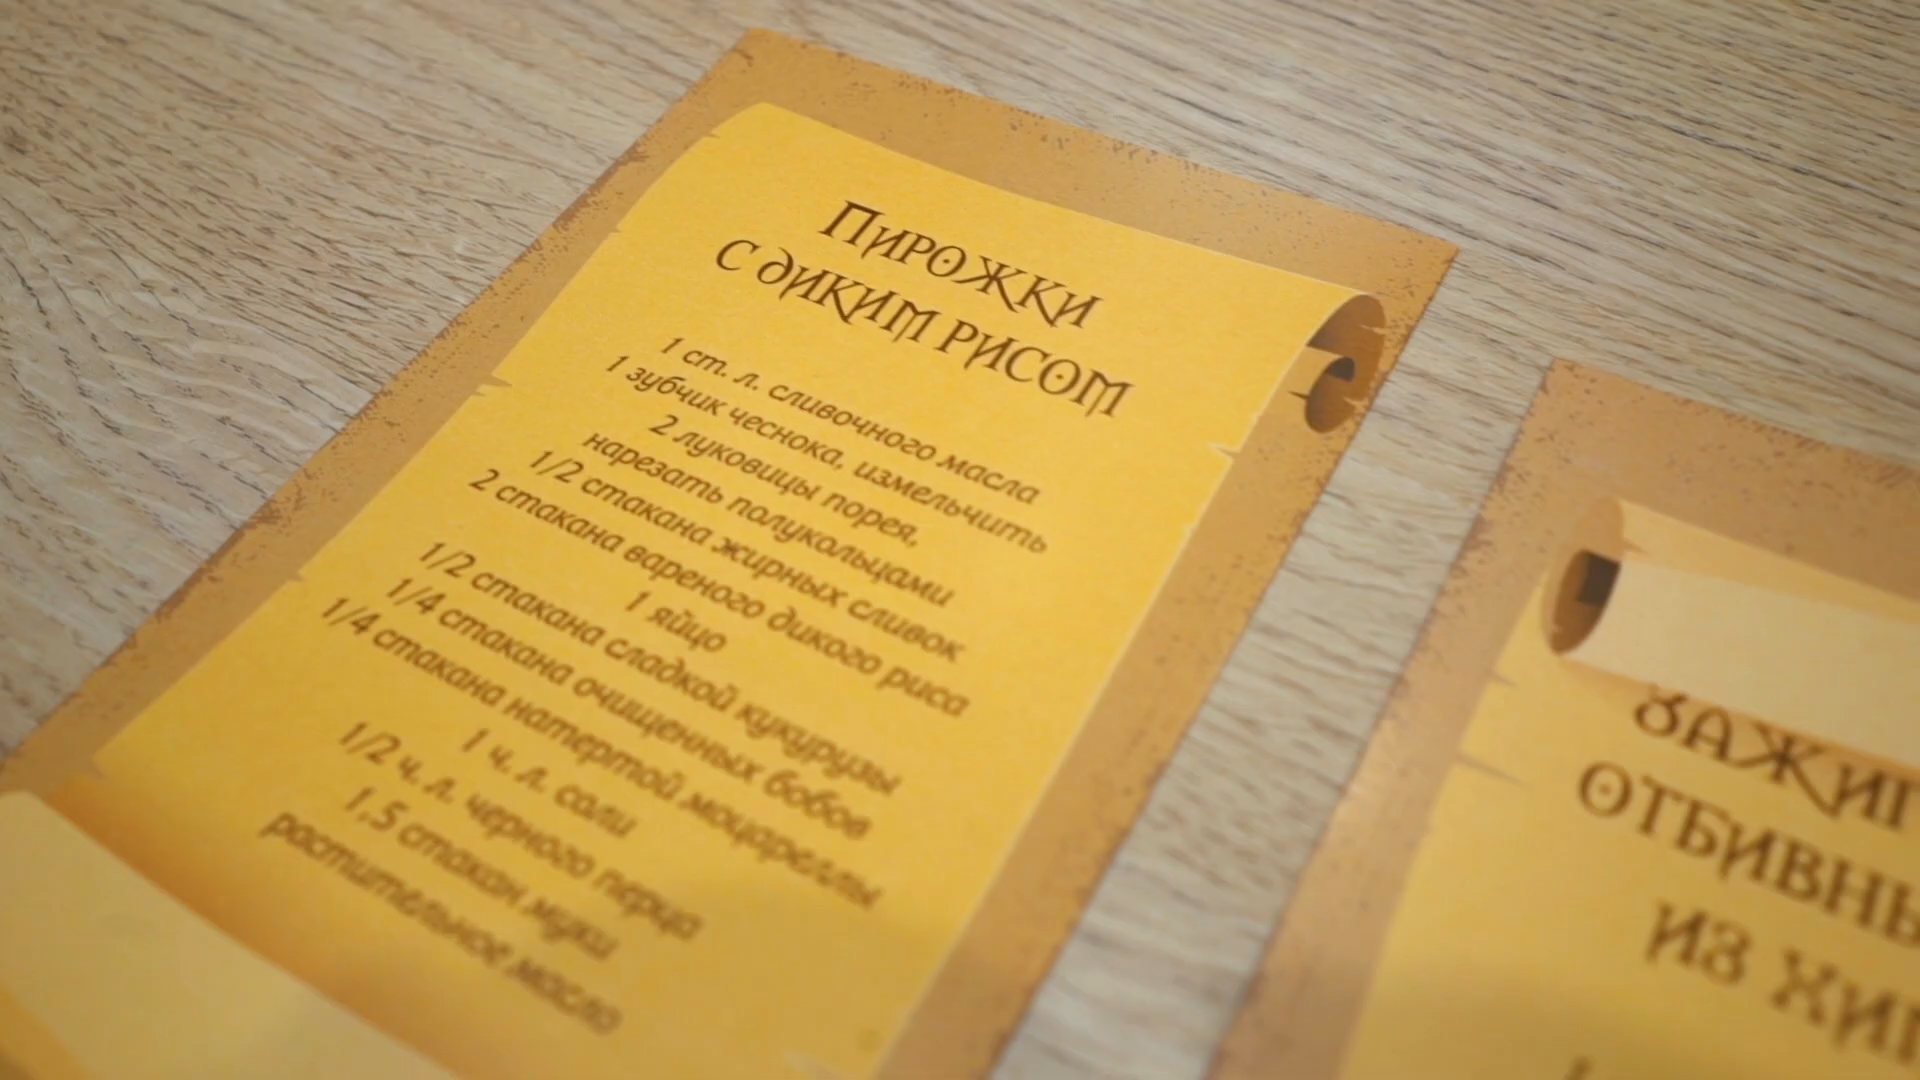 Пирожки
с диким рисом
1 ст. л. сливочного масла
1 зубчик чеснока, измельчить
2 луковицы порея,
нарезать полукольцами
1/2 стакана жирных сливок
2 стакана вареного дикого риса
1 яйцо
1/2 стакана сладкой кукурузы
1/4 стакана очищенных бобов
1/4 стакана натертой моцареллы
1 ч. л. соли
1/2 ч. л. черного перца
1,5 стакан муки
растительное масло
отбивны
из